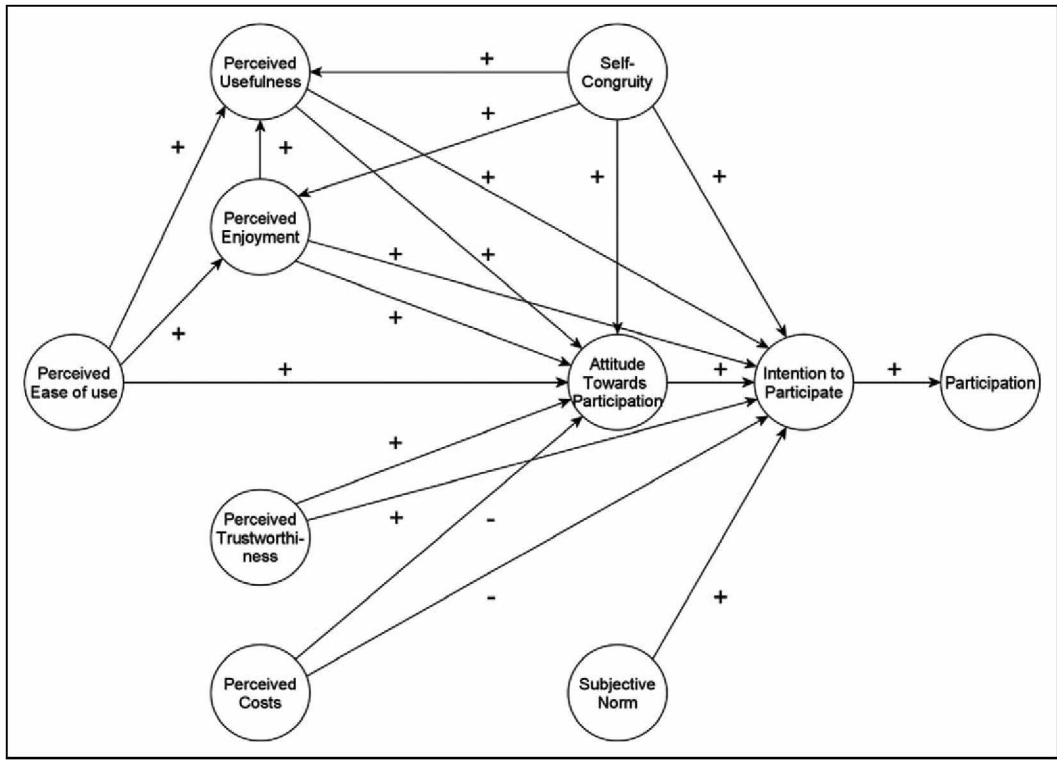 Perceived
Usefulness
+
Self-
Congruity
+
+
+
+
+
+
Perceived
Enjoyment
+
+
+
+
Perceived
Ease of use
+
Attitude
Towards
Participation
+
Intention to
Participate
+
Participation
+
Perceived
Trustworthi-
ness
+
-
-
+
Perceived
Costs
Subjective
Norm